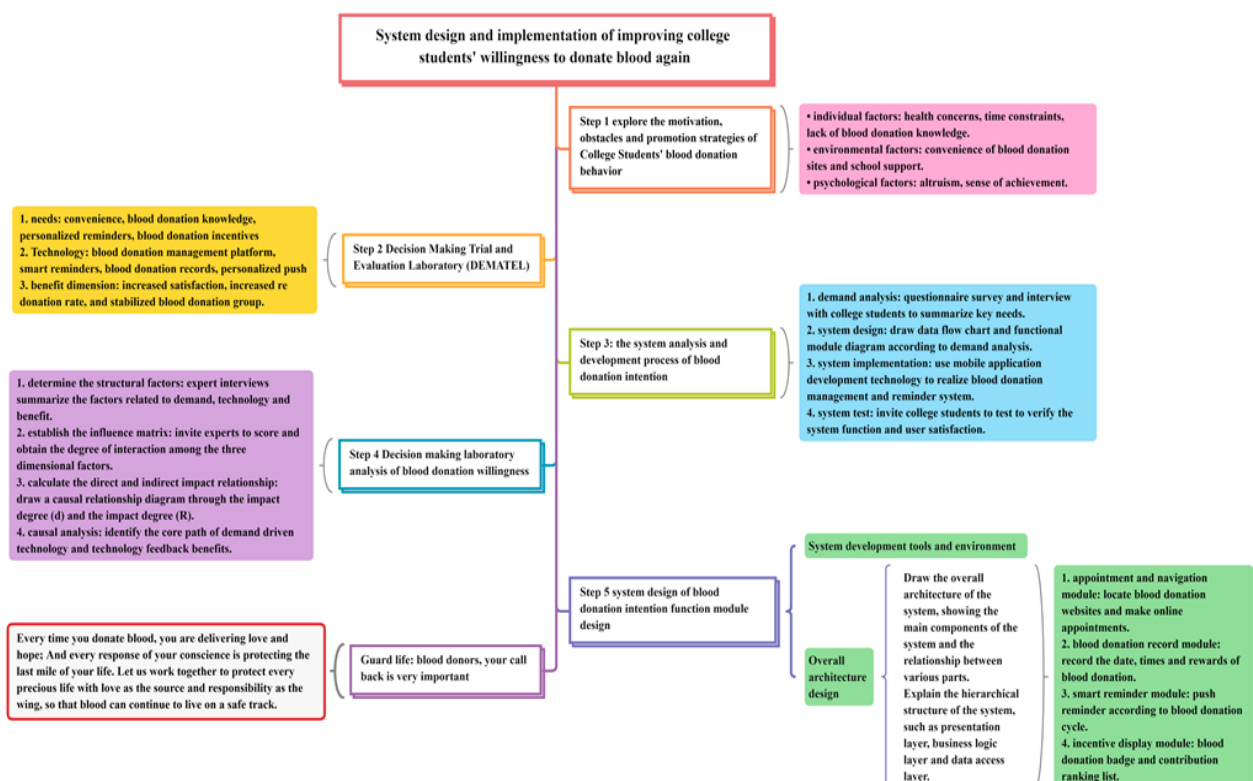 System design and implementation of improving college
students' willingness to donate blood again
Step 1 explore the motivation,
obstacles and promotion strategies of
College Students' blood donation
behavior
• individual factors: health concerns, time constraints,
lack of blood donation knowledge.
• environmental factors: convenience of blood donation
sites and school support.
• psychological factors: altruism, sense of achievement.
1. needs: convenience, blood donation knowledge,
personalized reminders, blood donation incentives
2. Technology: blood donation management platform,
smart reminders, blood donation records, personalized push
3. benefit dimension: increased satisfaction, increased re
donation rate, and stabilized blood donation group.
Step 2 Decision Making Trial and
Evaluation Laboratory (DEMATEL)
Step 3: the system analysis and
development process of blood
donation intention
1. demand analysis: questionnaire survey and interview
with college students to summarize key needs.
2. system design: draw data flow chart and functional
module diagram according to demand analysis.
3. system implementation: use mobile application
development technology to realize blood donation
management and reminder system.
4. system test: invite college students to test to verify the
system function and user satisfaction.
1. determine the structural factors: expert interviews
summarize the factors related to demand, technology and
benefit.
2. establish the influence matrix: invite experts to score and
obtain the degree of interaction among the three
dimensional factors.
3. calculate the direct and indirect impact relationship:
draw a causal relationship diagram through the impact
degree (d) and the impact degree (R).
4. causal analysis: identify the core path of demand driven
technology and technology feedback benefits.
Step 4 Decision making laboratory
analysis of blood donation willingness
Step 5 system design of blood
donation intention function module
design
System development tools and environment
Overall
architecture
design
Draw the overall
architecture of the
system, showing the
main components of
the system and the
relationship between
various parts.
Explain the hierarchical
structure of the system,
such as presentation
layer, business logic
layer and data access
layer.
1. appointment and navigation
module: locate blood donation
websites and make online
appointments.
2. blood donation record module:
record the date, times and rewards of
blood donation.
3. smart reminder module: push
reminder according to blood donation
cycle.
4. incentive display module: blood
donation badge and contribution
ranking list.
Every time you donate blood, you are delivering love and
hope; And every response of your conscience is protecting the
last mile of your life. Let us work together to protect every
precious life with love as the source and responsibility as the
wing, so that blood can continue to live on a safe track.
Guard life: blood donors, your call
back is very important